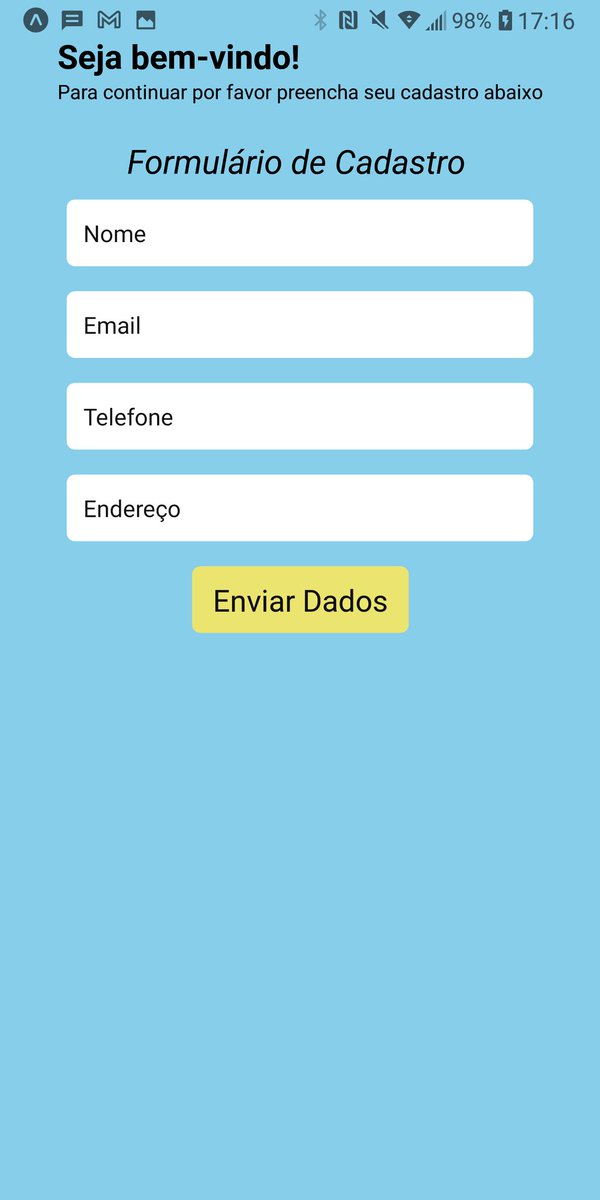 98% 17:16
Seja bem-vindo!
Para continuar por favor preencha seu cadastro abaixo
Formulário de Cadastro
Nome
Email
Telefone
Endereço
Enviar Dados